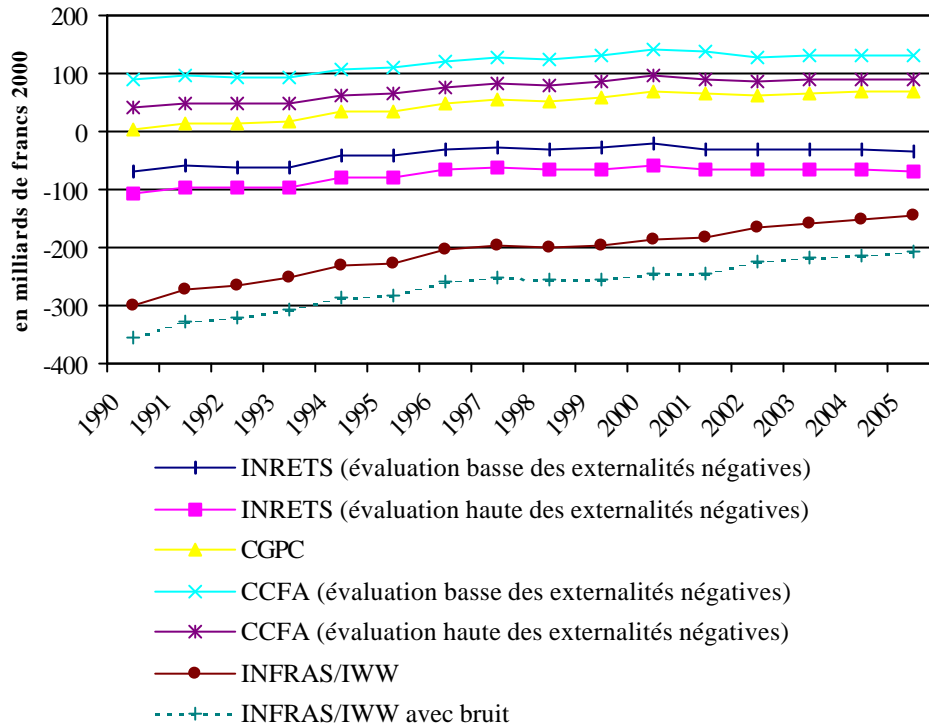 en milliards de francs 2000
200
100
0
-100
-200
-300
-400
1990
1991
1992
1993
1994
1995
1996
1997
1998
1999
2000
2001
2002
2003
2004
2005
INRETS (évaluation basse des externalités négatives)
INRETS (évaluation haute des externalités négatives)
CGPC
CCFA (évaluation basse des externalités négatives)
CCFA (évaluation haute des externalités négatives)
INFRAS/IWW
INFRAS/IWW avec bruit